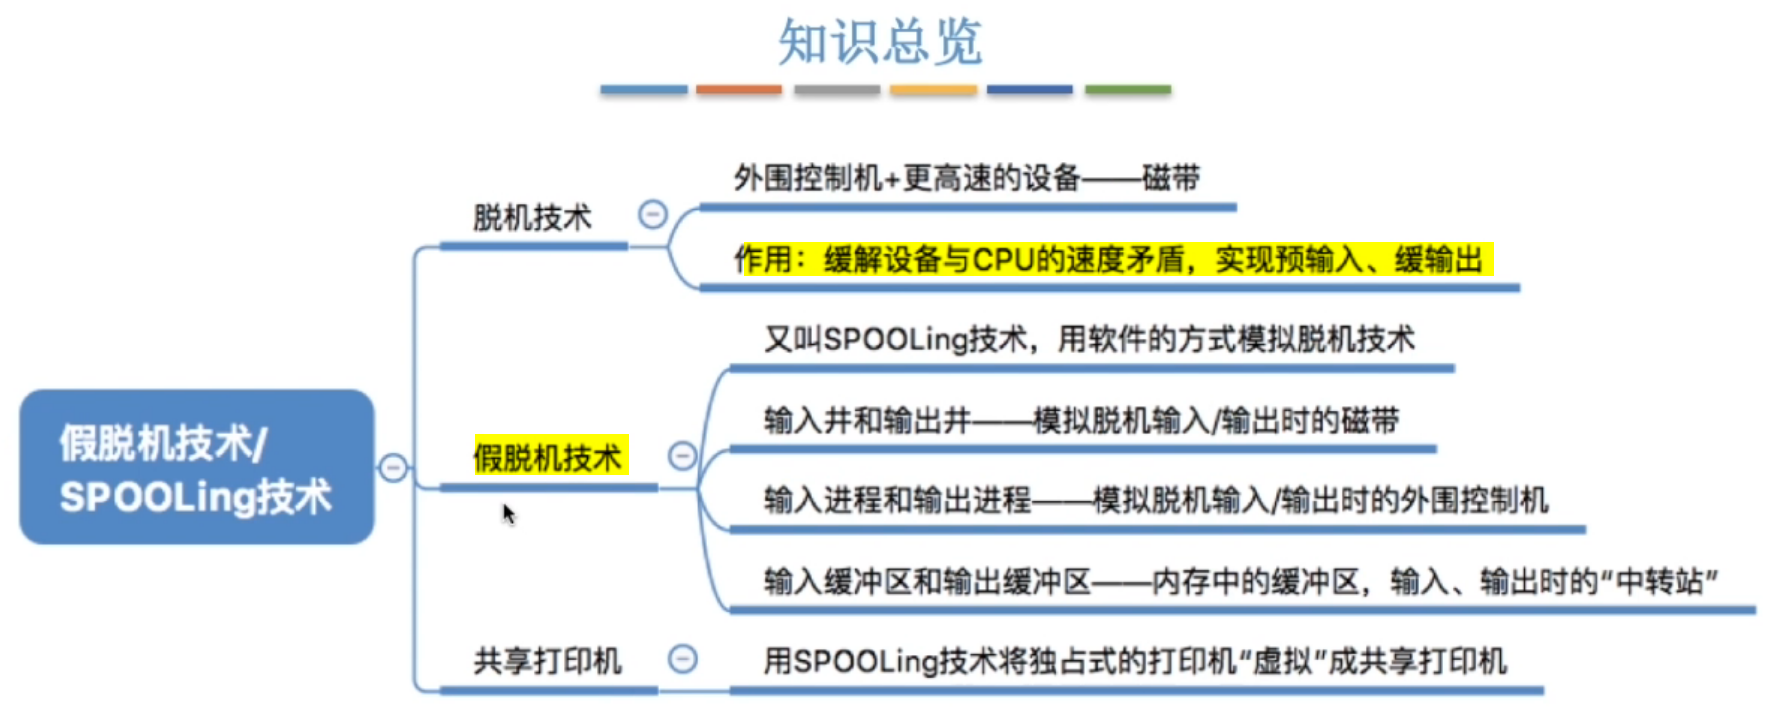 知识总览
脱机技术
外围控制机+更高速的设备——磁带
作用：缓解设备与CPU的速度矛盾，实现预输入、缓输出
假脱机技术/
SPOOLing技术
假脱机技术
又叫SPOOLing技术，用软件的方式模拟脱机技术
输入井和输出井——模拟脱机输入/输出时的磁带
输入进程和输出进程——模拟脱机输入/输出时的外围控制机
输入缓冲区和输出缓冲区——内存中的缓冲区，输入、输出时的“中转站”
共享打印机
用SPOOLing技术将独占式的打印机“虚拟”成共享打印机